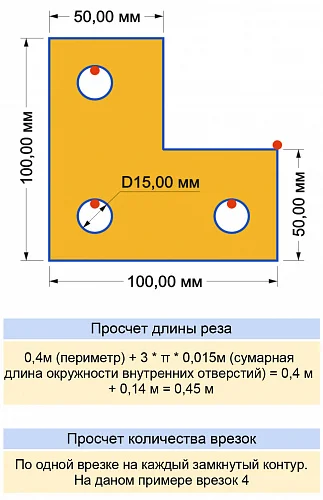 50,00 мм
100,00 мм
D15,00 мм
50,00 мм
100,00 мм
Просчет длины реза
0,4м (периметр) + 3 * π * 0,015м (сумарная
длина окружности внутренних отверстий) = 0,4 м
+ 0,14 м = 0,45 м
Просчет количества врезок
По одной врезке на каждый замкнутый контур.
На даном примере врезок 4